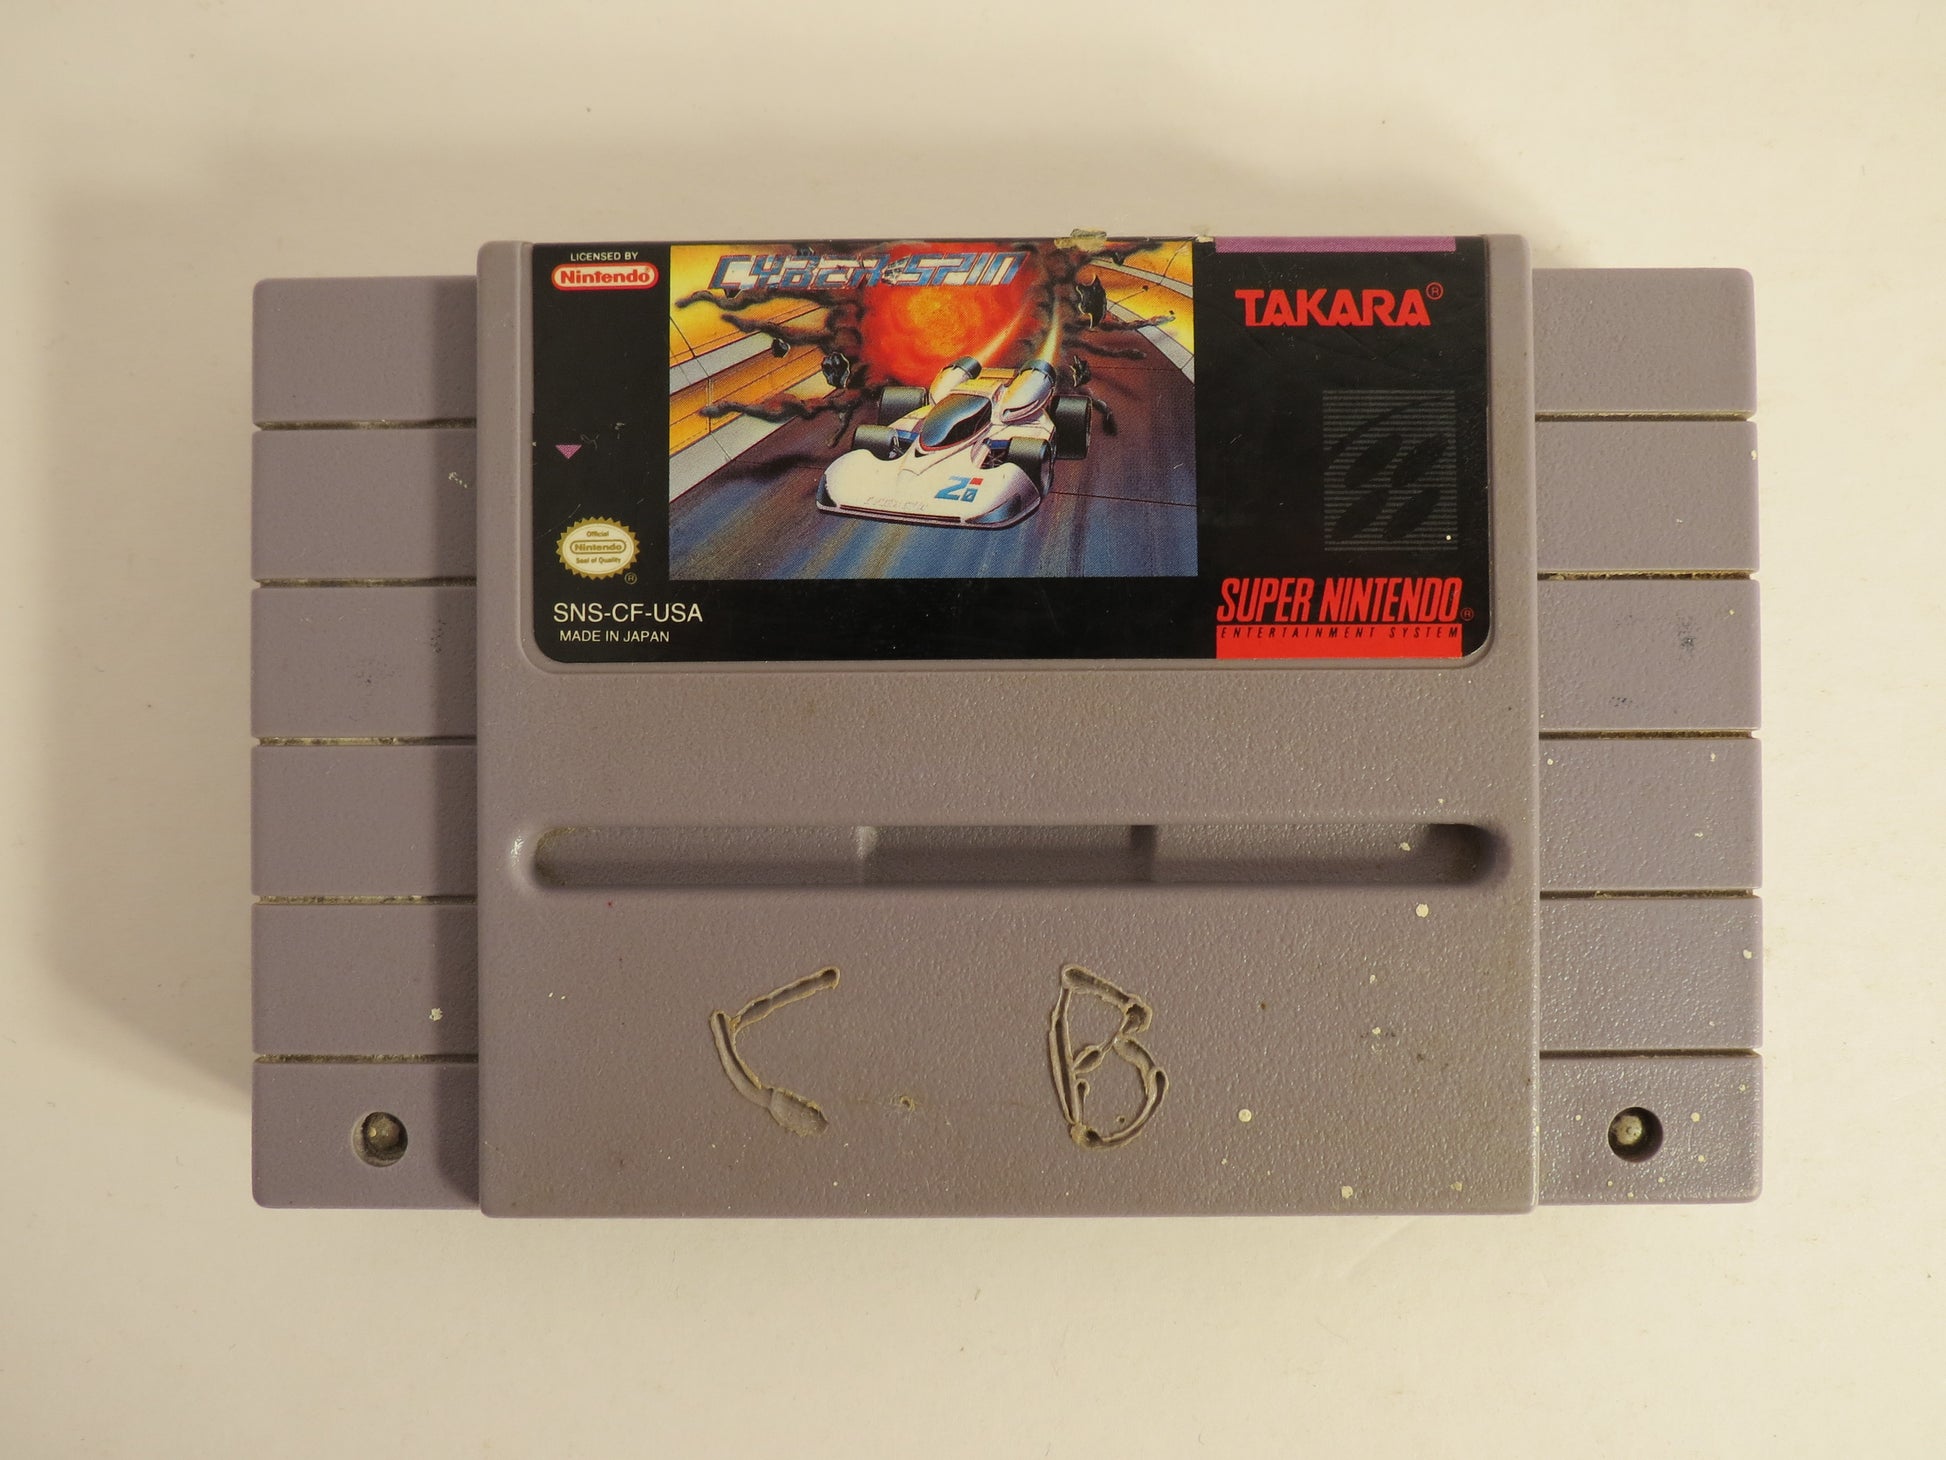 LICENSED BY
Nintendo®
CYBER SPIN
TAKARA®
20
Official
Nintendo
Seal of Quality
®
SNS-CF-USA
MADE IN JAPAN
SUPER NINTENDO®
ENTERTAINMENT SYSTEM
C B